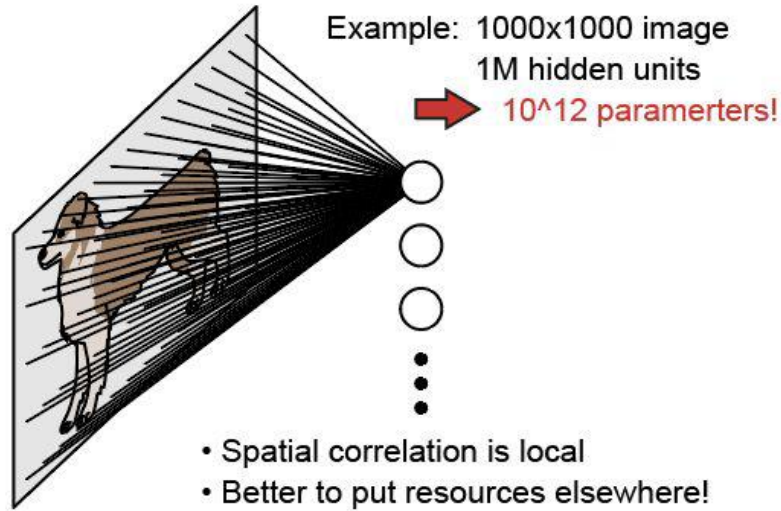 Example: 1000x1000 image
1M hidden units
10^12 paramerters!
• Spatial correlation is local
• Better to put resources elsewhere!